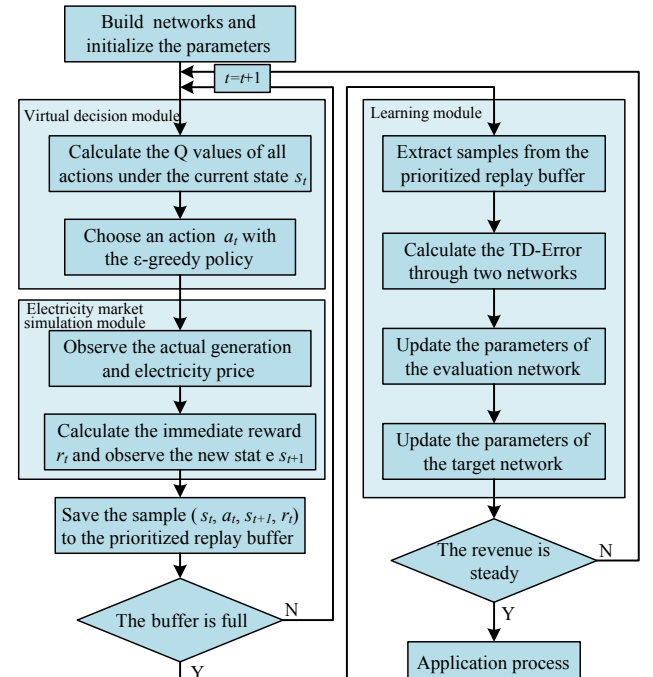 Build networks and
initialize the parameters
t=t+1
Virtual decision module
Calculate the Q values of all
actions under the current state st
Choose an action at with
the ε-greedy policy
Electricity market
simulation module
Observe the actual generation
and electricity price
Calculate the immediate reward
rt and observe the new stat e st+1
Save the sample ( st, at, st+1, rt)
to the prioritized replay buffer
The buffer is full
N
Y
Learning module
Extract samples from the
prioritized replay buffer
Calculate the TD-Error
through two networks
Update the parameters of
the evaluation network
Update the parameters of
the target network
The revenue is
steady
N
Y
Application process